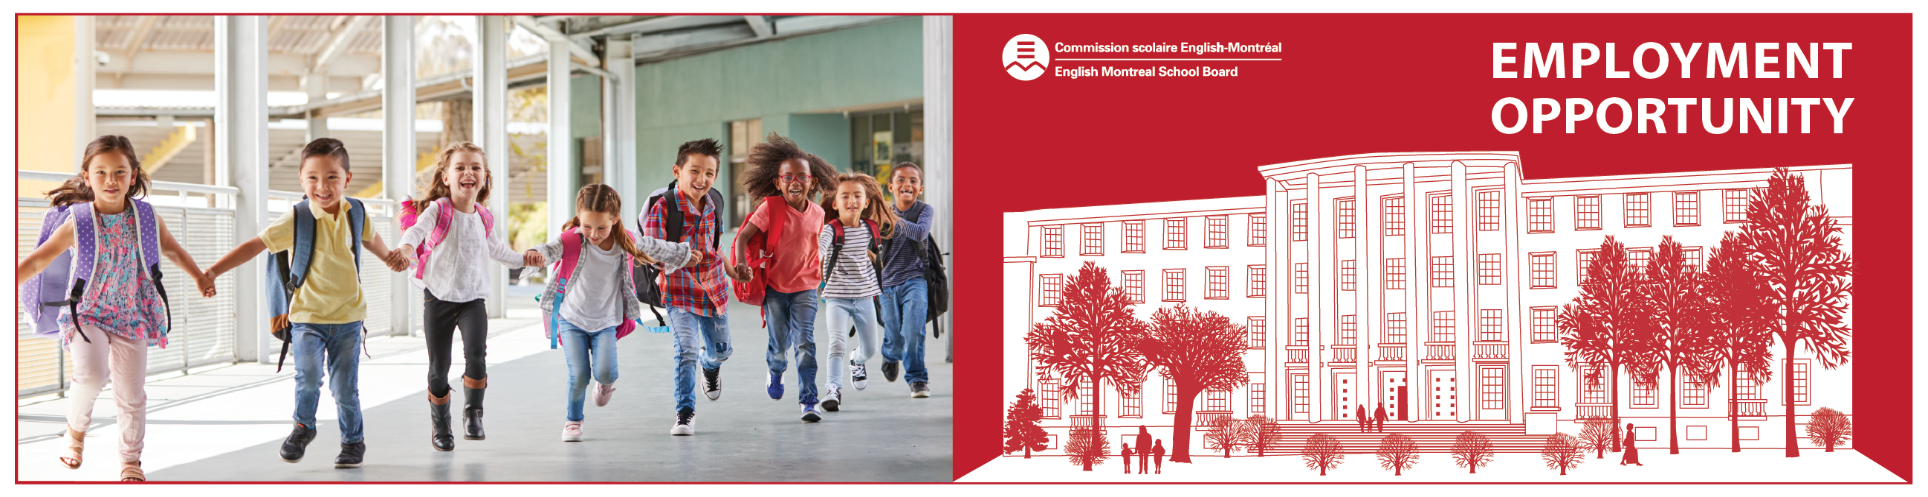 Commission scolaire English-Montréal
English Montreal School Board
EMPLOYMENT
OPPORTUNITY